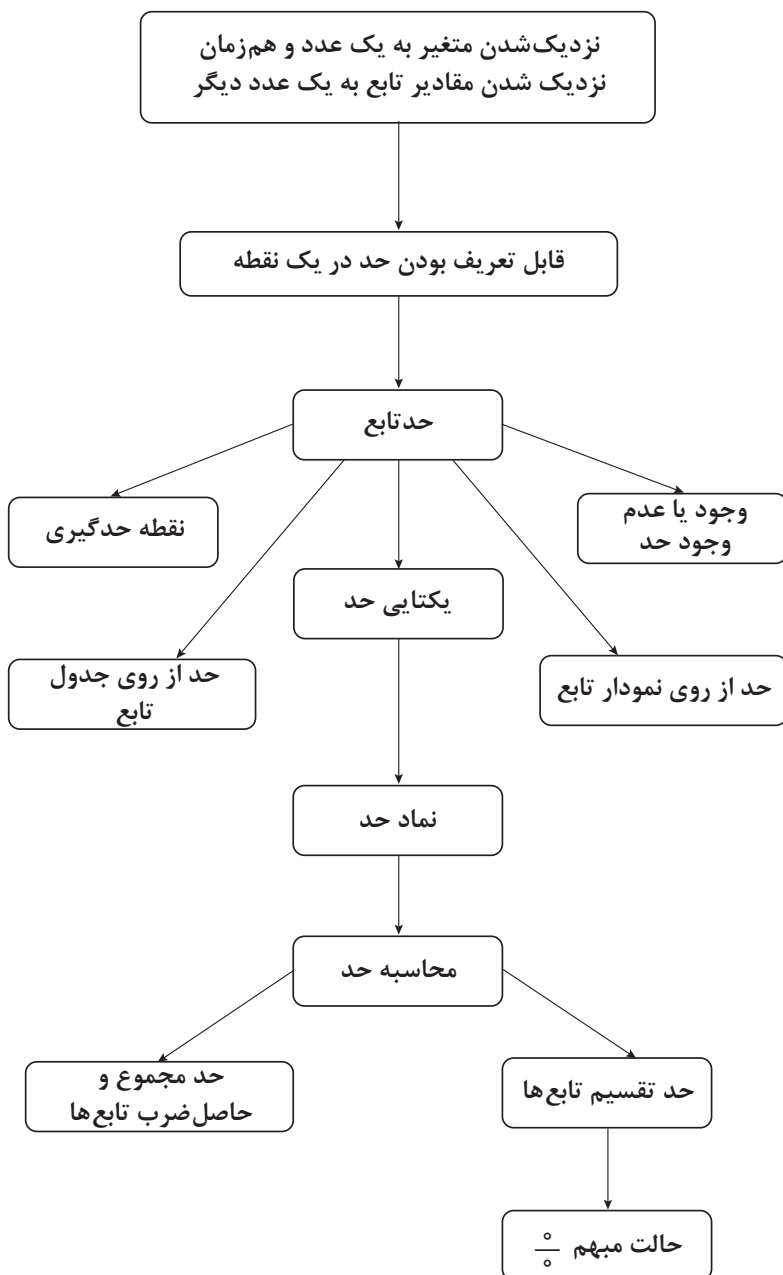 نزدیک‌شدن متغیر به یک عدد و هم‌زمان
نزدیک شدن مقادیر تابع به یک عدد دیگر
قابل تعریف بودن حد در یک نقطه
حدتابع
وجود یا عدم
وجود حد
نقطه حدگیری
یکتایی حد
حد از روی نمودار تابع
حد از روی جدول
تابع
نماد حد
محاسبه حد
حد تقسیم تابع‌ها
حد مجموع و
حاصل‌ضرب تابع‌ها
حالت مبهم ۰/۰